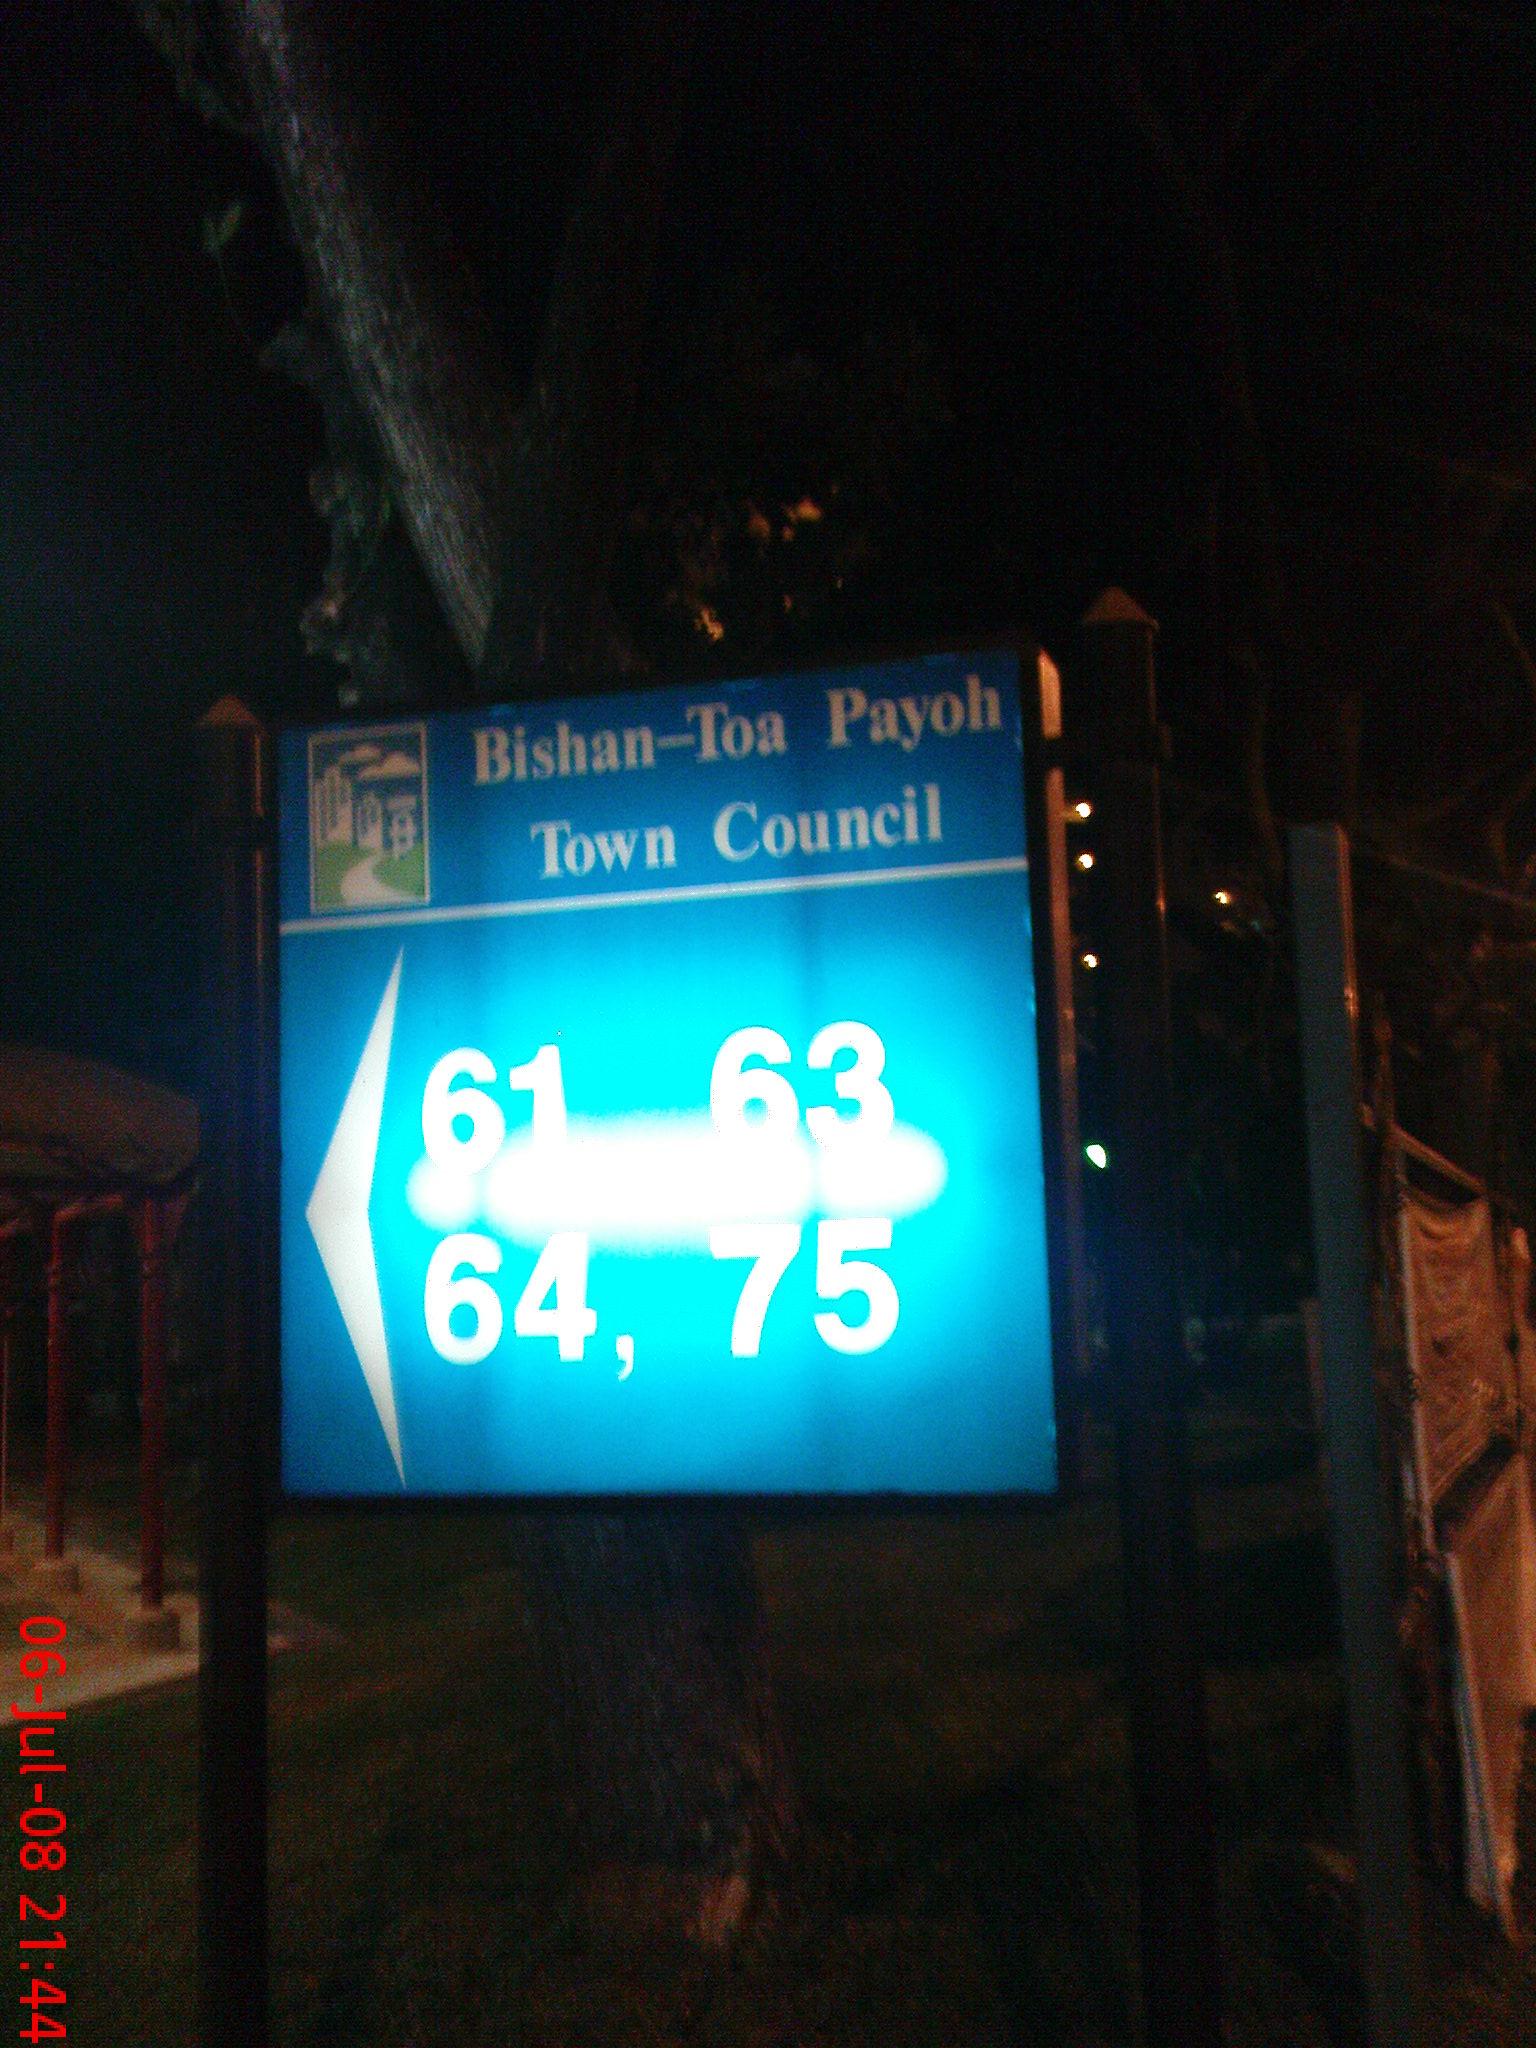 Bishan–Toa Payoh
Town Council
61 63
64, 75
06-Jul-08 21:44